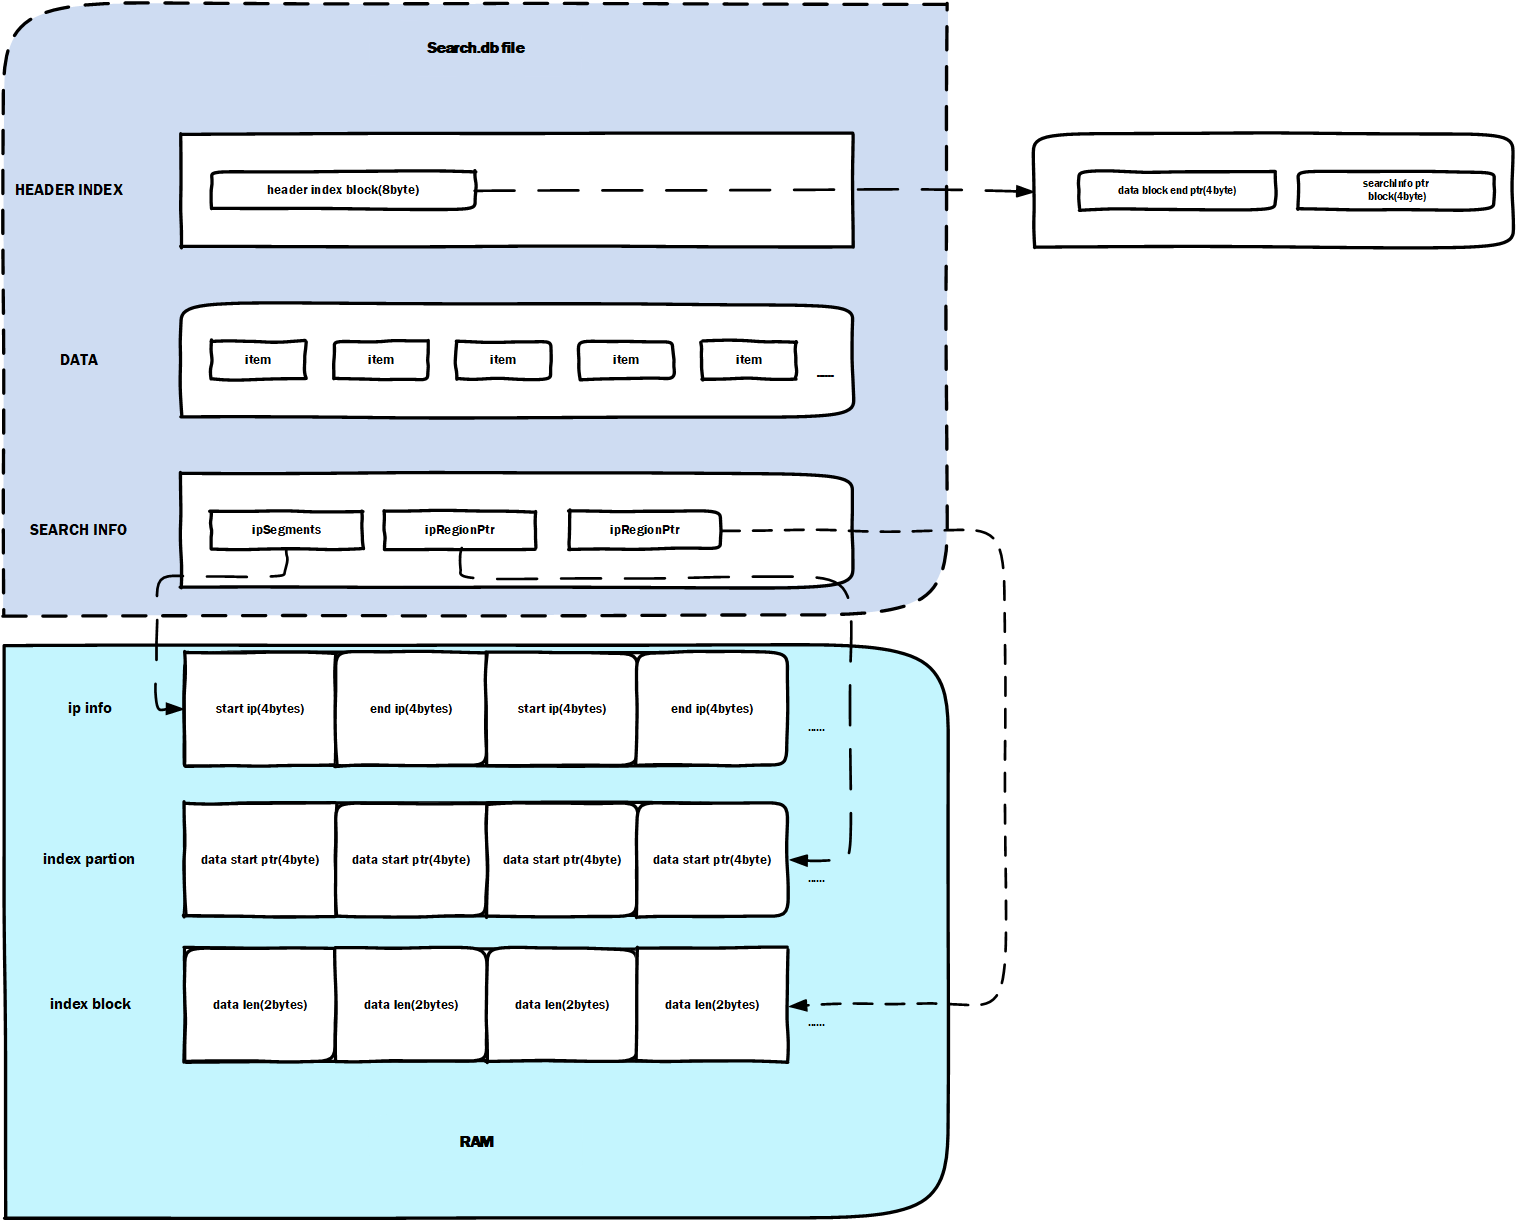 Search.db file
HEADER INDEX
header index block(8byte)
data block end ptr(4byte)
searchInfo ptr
block(4byte)
DATA
item
item
item
item
item
......
SEARCH INFO
ipSegments
ipRegionPtr
ipRegionPtr
ip info
start ip(4bytes)
end ip(4bytes)
start ip(4bytes)
end ip(4bytes)
......
index partion
data start ptr(4byte)
data start ptr(4byte)
data start ptr(4byte)
data start ptr(4byte)
......
index block
data len(2bytes)
data len(2bytes)
data len(2bytes)
data len(2bytes)
......
RAM